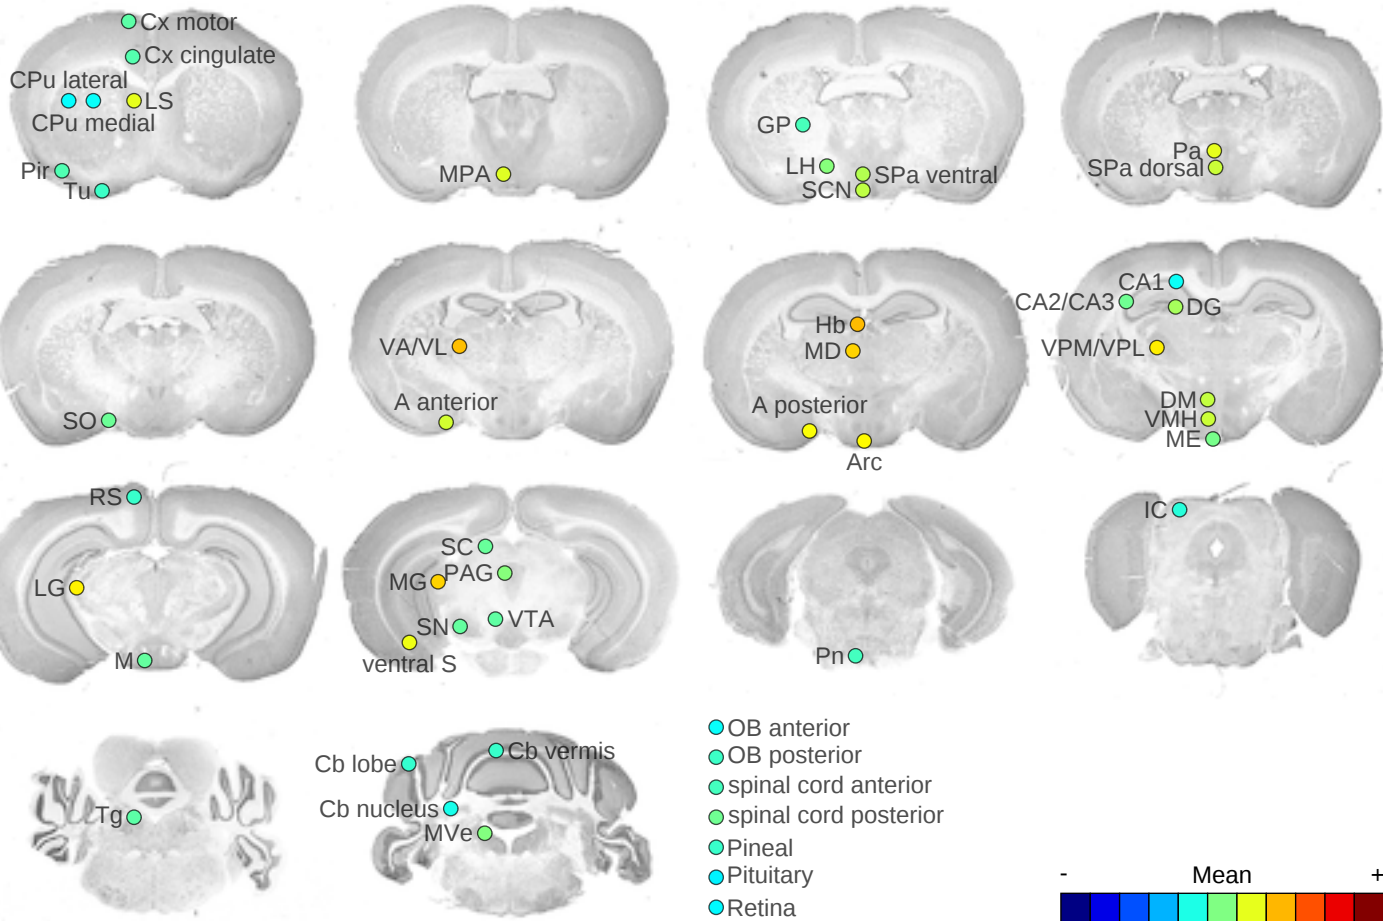 Cx motor
Cx cingulate
CPu lateral
LS
CPu medial
Pir
Tu
MPA
GP
LH
SPa ventral
SCN
Pa
SPa dorsal
SO
VA/VL
A anterior
Hb
MD
A posterior
Arc
CA1
CA2/CA3
DG
VPM/VPL
DM
VMH
ME
RS
LG
M
SC
MG
PAG
SN
VTA
ventral S
Pn
IC
Tg
Cb lobe
Cb vermis
Cb nucleus
MVe
OB anterior
OB posterior
spinal cord anterior
spinal cord posterior
Pineal
Pituitary
Retina
- Mean +